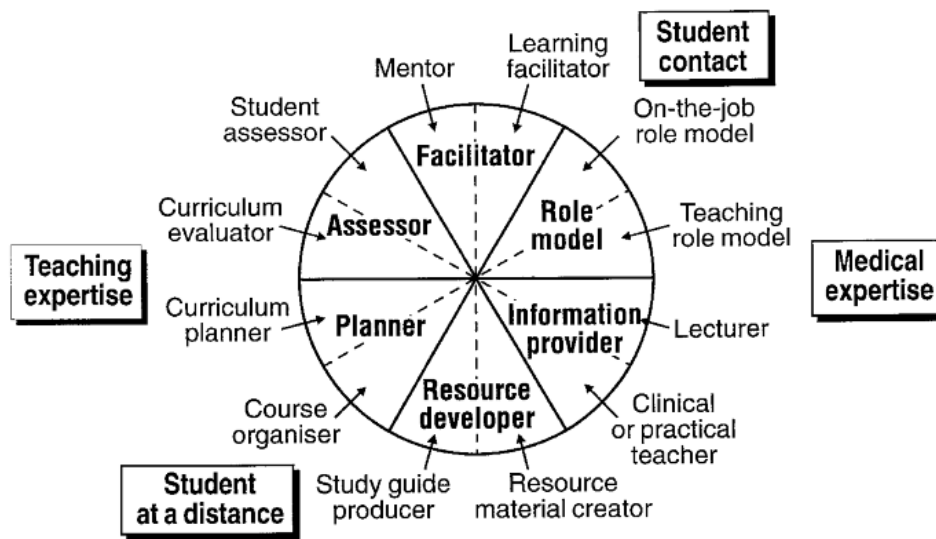 Student
contact
Learning
facilitator
Mentor
Student
assessor
On-the-job
role model
Facilitator
Curriculum
evaluator
Assessor
Role
model
Teaching
role model
Teaching
expertise
Medical
expertise
Curriculum
planner
Planner
Information
provider
Lecturer
Resource
developer
Course
organiser
Clinical
or practical
teacher
Study guide
producer
Resource
material creator
Student
at a distance